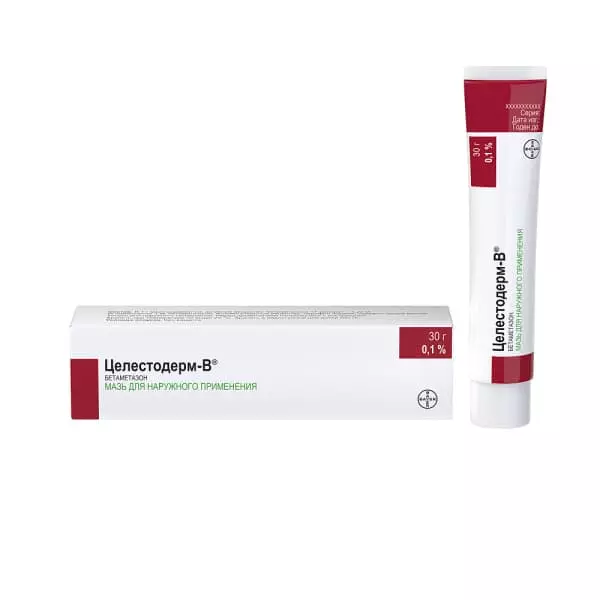 30 г
0,1 %
Целестодерм-В®
БЕТАМЕТАЗОН
МАЗЬ ДЛЯ НАРУЖНОГО ПРИМЕНЕНИЯ
BAYER
XXXXXXXXXXX
Серия:
Дата изг.:
Годен до:
30 г
0,1 %
BAYER
Целестодерм-В®
БЕТАМЕТАЗОН
МАЗЬ ДЛЯ НАРУЖНОГО ПРИМЕНЕНИЯ